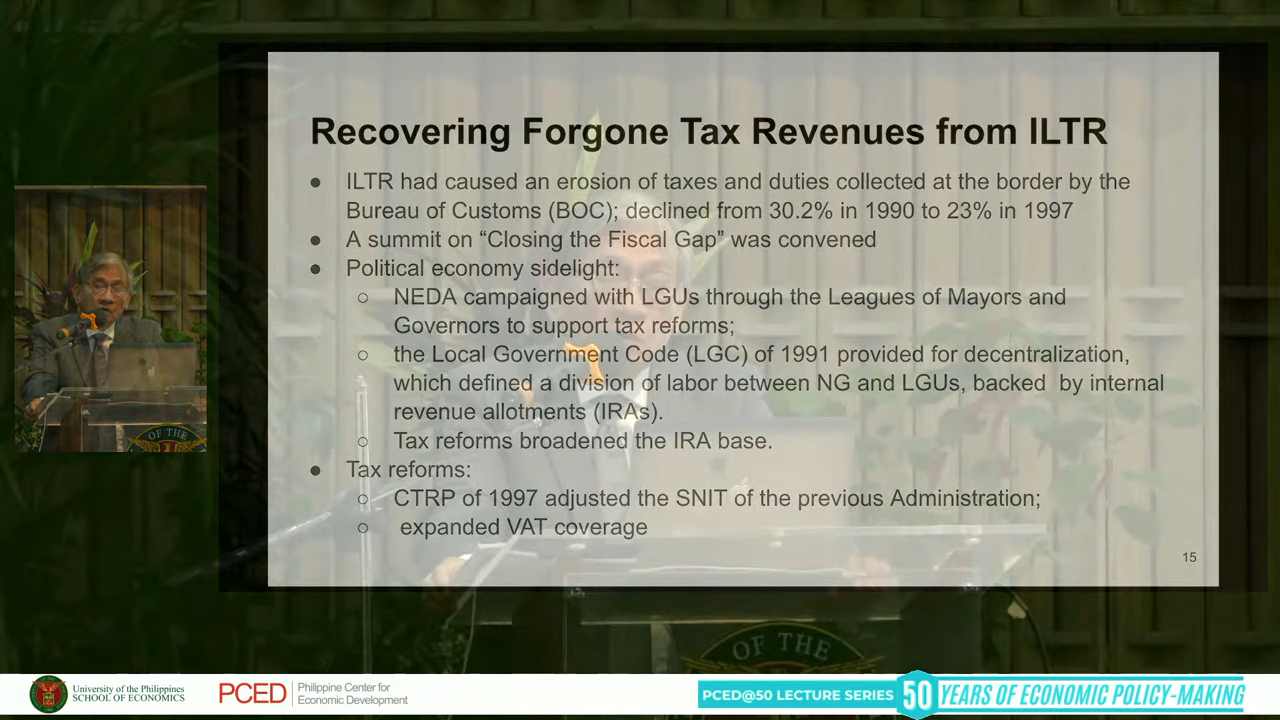 Recovering Forgone Tax Revenues from ILTR
● ILTR had caused an erosion of taxes and duties collected at the border by the
Bureau of Customs (BOC); declined from 30.2% in 1990 to 23% in 1997
● A summit on “Closing the Fiscal Gap” was convened
● Political economy sidelight:
○ NEDA campaigned with LGUs through the Leagues of Mayors and
Governors to support tax reforms;
○ the Local Government Code (LGC) of 1991 provided for decentralization,
which defined a division of labor between NG and LGUs, backed by internal
revenue allotments (IRAs).
○ Tax reforms broadened the IRA base.
● Tax reforms:
○ CTRP of 1997 adjusted the SNIT of the previous Administration;
○ expanded VAT coverage
15
OF THE
OF THE
University of the Philippines
SCHOOL OF ECONOMICS
PCED
Philippine Center for
Economic Development
PCED@50 LECTURE SERIES
50 YEARS OF ECONOMIC POLICY-MAKING